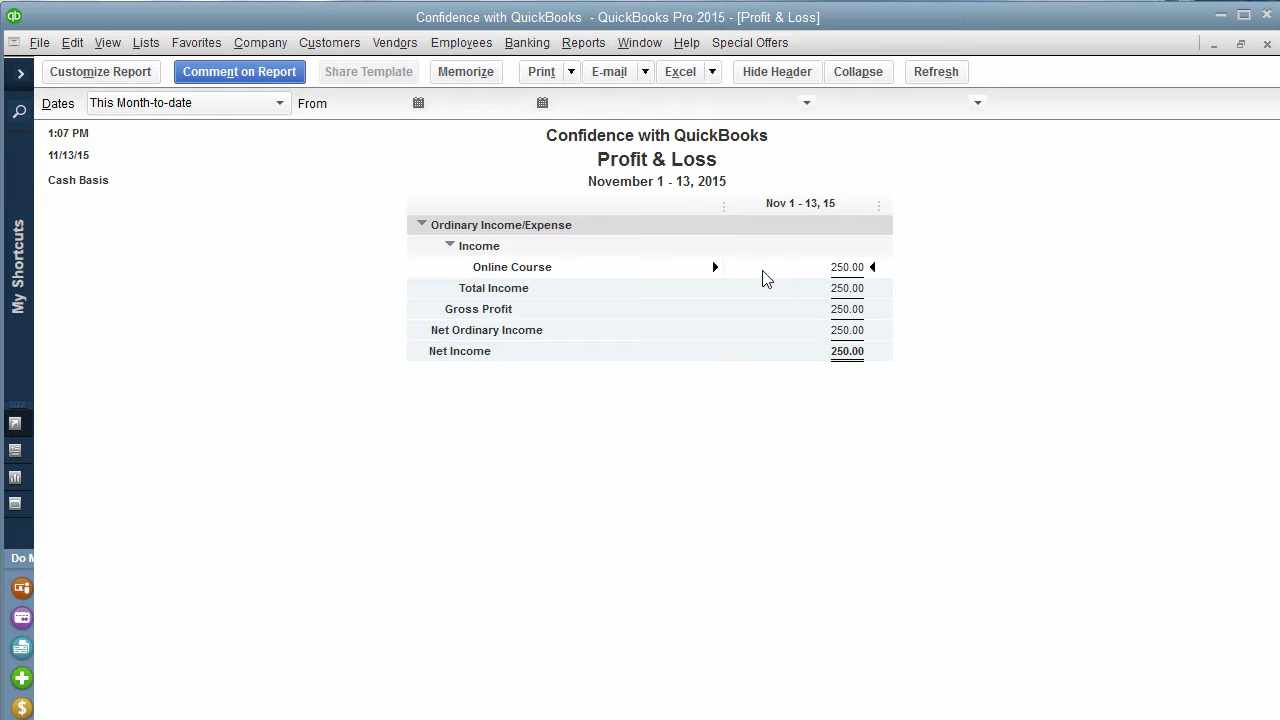 Confidence with QuickBooks - QuickBooks Pro 2015 - [Profit & Loss]
File Edit View Lists Favorites Company Customers Vendors Employees Banking Reports Window Help Special Offers
Customize Report Comment on Report Share Template Memorize Print E-mail Excel Hide Header Collapse Refresh
Dates This Month-to-date From
1:07 PM
11/13/15
Cash Basis
Confidence with QuickBooks
Profit & Loss
November 1 - 13, 2015
Nov 1 - 13, 15
Ordinary Income/Expense
Income
Online Course 250.00
Total Income 250.00
Gross Profit 250.00
Net Ordinary Income 250.00
Net Income 250.00
My Shortcuts
Do M